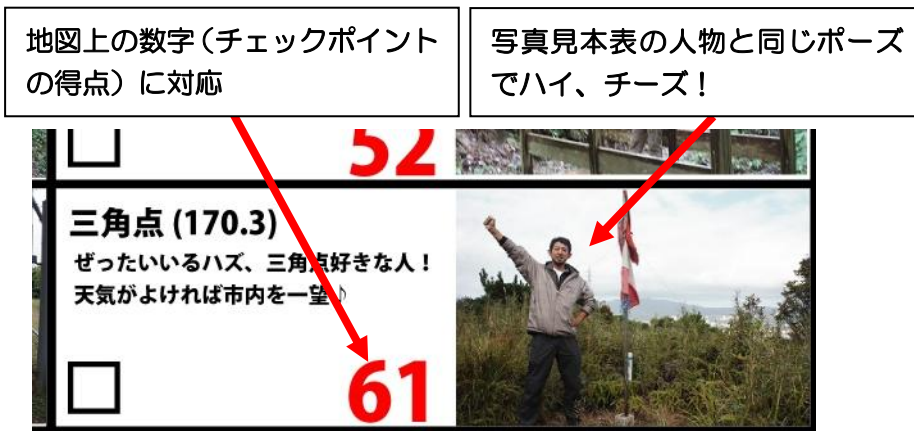 地図上の数字(チェックポイント
の得点)に対応
写真見本表の人物と同じポーズ
でハイ、チーズ!
52
三角点 (170.3)
ぜったいいるハズ、三角点好きな人!
天気がよければ市内を一望♪
61